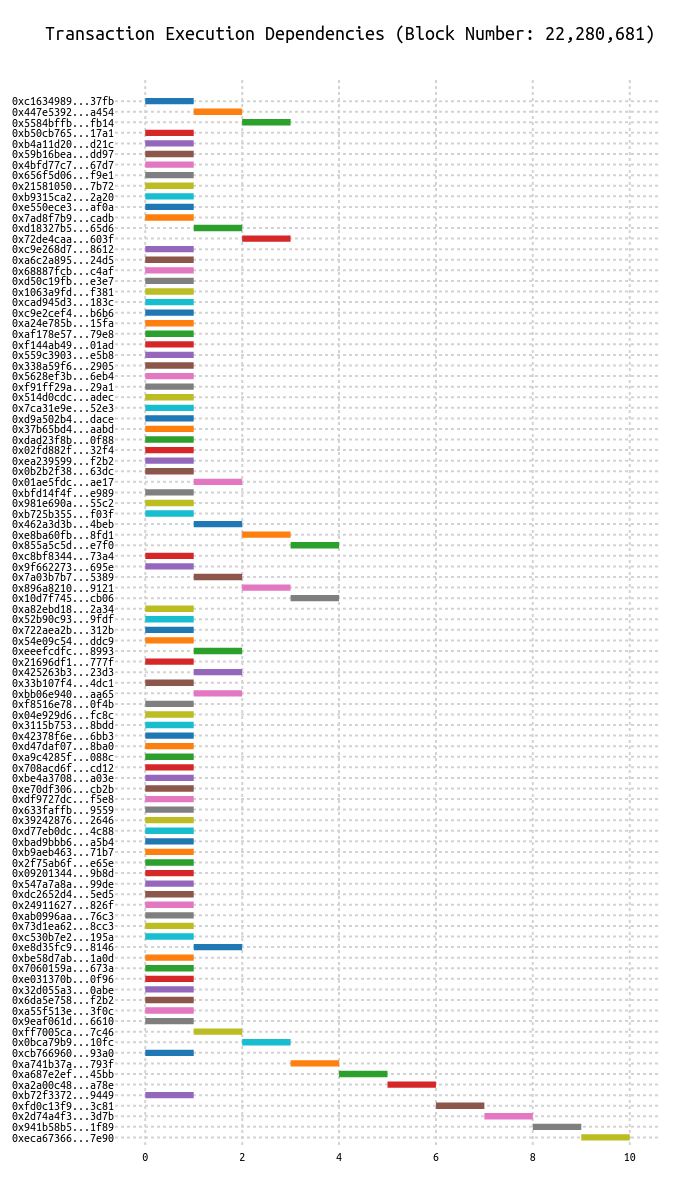 Transaction Execution Dependencies (Block Number: 22,280,681)
0xc1634989...37fb
0x447e5392...a454
0x5584bffb...fb14
0xb50cb765...17a1
0xb4a11d20...d21c
0x59b16bea...dd97
0x4bfd77c7...67d7
0x656f5d06...f9e1
0x21581050...7b72
0xb9315ca2...2a20
0xe550ece3...af0a
0x7ad8f7b9...cadb
0xd18327b5...65d6
0x72de4caa...603f
0xc9e268d7...8612
0xa6c2a895...24d5
0x68887fcb...c4af
0xd50c19fb...e3e7
0x1063a9fd...f381
0xcad945d3...183c
0xc9e2cef4...b6b6
0xa24e785b...15fa
0xaf178e57...79e8
0xf144ab49...01ad
0x559c3903...e5b8
0x338a59f6...2905
0x5628ef3b...6eb4
0xf91ff29a...29a1
0x514d0cdc...adec
0x7ca31e9e...52e3
0xd9a502b4...dace
0x37b65bd4...aabd
0xdad23f8b...0f88
0x02fd882f...32f4
0xea239599...f2b2
0x0b2b2f38...63dc
0x01ae5fdc...ae17
0xbfd14f4f...e989
0x981e690a...55c2
0xb725b355...f03f
0x462a3d3b...4beb
0xe8ba60fb...8fd1
0x855a5c5d...e7f0
0xc8bf8344...73a4
0x9f662273...695e
0x7a03b7b7...5389
0x896a8210...9121
0x10d7f745...cb06
0xa82ebd18...2a34
0x52b90c93...9fdf
0x722aea2b...312b
0x54e09c54...ddc9
0xeeefcdfc...8993
0x21696df1...777f
0x425263b3...23d3
0x33b107f4...4dc1
0xbb06e940...aa65
0xf8516e78...0f4b
0x04e929d6...fc8c
0x3115b753...8bdd
0x42378f6e...6bb3
0xd47daf07...8ba0
0xa9c4285f...088c
0x708acd6f...cd12
0xbe4a3708...a03e
0xe70df306...cb2b
0xdf9727dc...f5e8
0x633faffb...9559
0x39242876...2646
0xd77eb0dc...4c88
0xbad9bbb6...a5b4
0xb9aeb463...71b7
0x2f75ab6f...e65e
0x09201344...9b8d
0x547a7a8a...99de
0xdc2652d4...5ed5
0x24911627...826f
0xab0996aa...76c3
0x73d1ea62...8cc3
0xc530b7e2...195a
0xe8d35fc9...8146
0xbe58d7ab...1a0d
0x7060159a...673a
0xe031370b...0f96
0x32d055a3...0abe
0x6da5e758...f2b2
0xa55f513e...3f0c
0x9eaf061d...6610
0xff7005ca...7c46
0x0bca79b9...10fc
0xcb766960...93a0
0xa741b37a...793f
0xa687e2ef...45bb
0xa2a00c48...a78e
0xb72f3372...9449
0xfd0c13f9...3c81
0x2d74a4f3...3d7b
0x941b58b5...1f89
0xeca67366...7e90
0 2 4 6 8 10